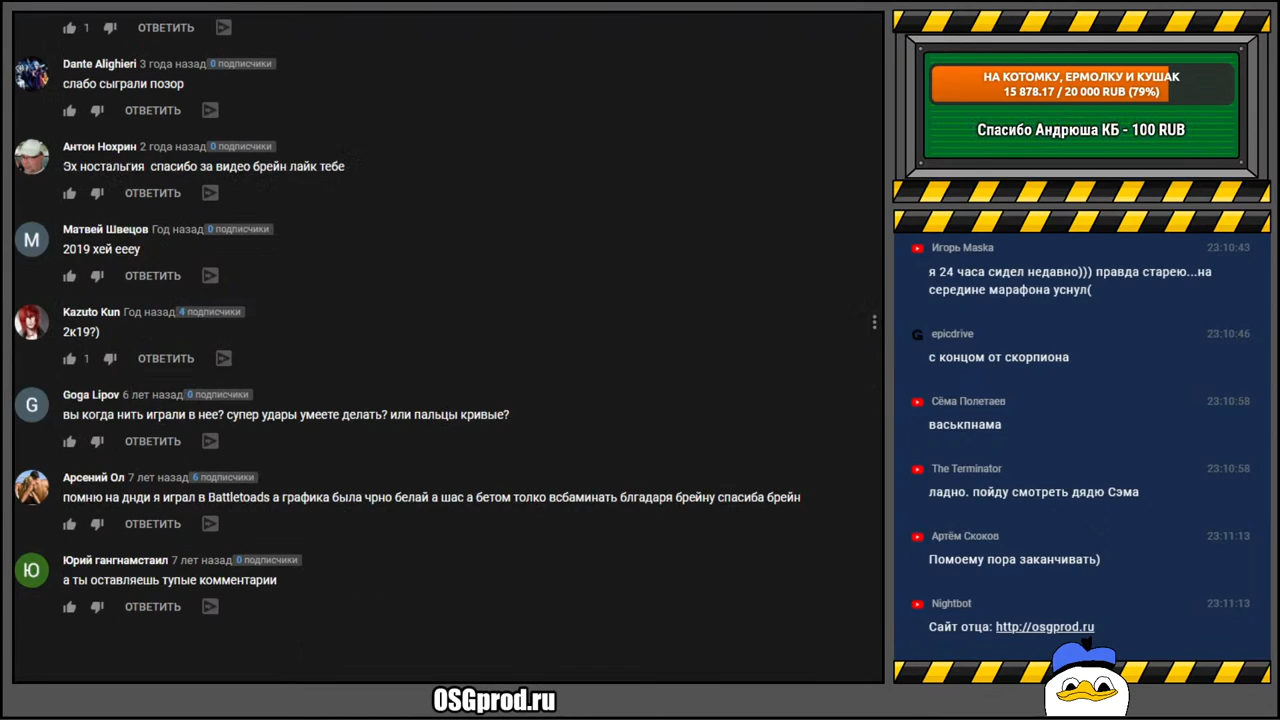 1 ОТВЕТИТЬ
Dante Alighieri 3 года назад 0 подписчики
слабо сыграли позор
ОТВЕТИТЬ
Антон Нохрин 2 года назад 0 подписчики
Эх ностальгия спасибо за видео брейн лайк тебе
ОТВЕТИТЬ
М
Матвей Швецов Год назад 0 подписчики
2019 хей ееey
ОТВЕТИТЬ
Kazuto Kun Год назад 4 подписчики
2к19?)
1 ОТВЕТИТЬ
G
Goga Lipov 6 лет назад 0 подписчики
вы когда нить играли в нее? супер удары умеете делать? или пальцы кривые?
ОТВЕТИТЬ
Арсений Ол 7 лет назад 6 подписчики
помню на днди я играл в Battletoads а графика была чрно белай а шас а бетом толко всбаминать блгадаря брейну спасиба брейн
ОТВЕТИТЬ
Ю
Юрий гангнамстаил 7 лет назад 0 подписчики
а ты оставляешь тупые комментарии
ОТВЕТИТЬ
НА КОТОМКУ, ЕРМОЛКУ И КУШАК
15 878.17 / 20 000 RUB (79%)
Спасибо Андрюша КБ - 100 RUB
Игорь Maska 23:10:43
я 24 часа сидел недавно))) правда старею...на
середине марафона уснул(
G epicdrive 23:10:46
с концом от скорпиона
Сёма Полетаев 23:10:58
васькпнама
The Terminator 23:10:58
ладно. пойду смотреть дядю Сэма
Артём Скоков 23:11:13
Помоему пора заканчивать)
Nightbot 23:11:13
Сайт отца: http://osgprod.ru
OSGprod.ru